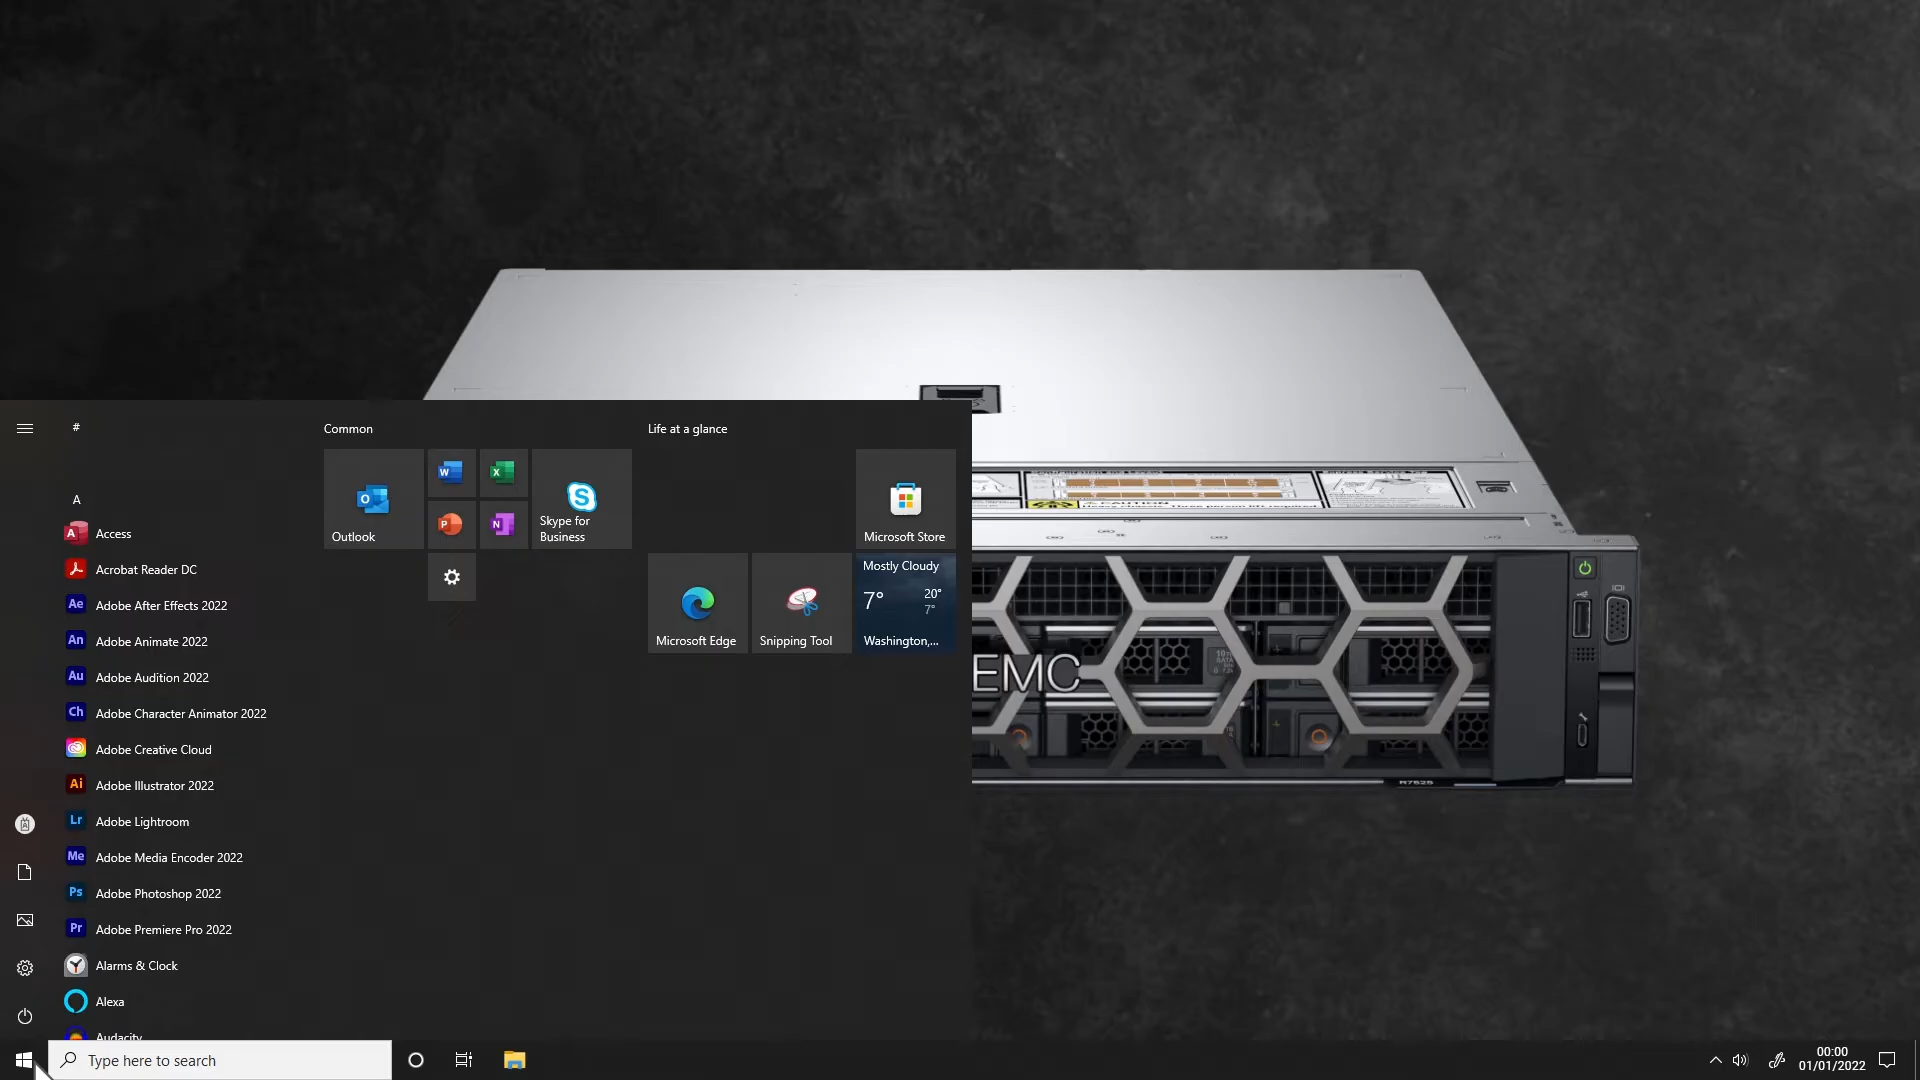 #
Common
Life at a glance
A
Access
Acrobat Reader DC
Adobe After Effects 2022
Adobe Animate 2022
Adobe Audition 2022
Adobe Character Animator 2022
Adobe Creative Cloud
Adobe Illustrator 2022
Adobe Lightroom
Adobe Media Encoder 2022
Adobe Photoshop 2022
Adobe Premiere Pro 2022
Alarms & Clock
Alexa
Audacity
Outlook
Skype for
Business
Microsoft Store
Microsoft Edge
Snipping Tool
Mostly Cloudy
7°
20°
7°
Washington,...
CAUTION
EMC
R7525
Type here to search
00:00
01/01/2022